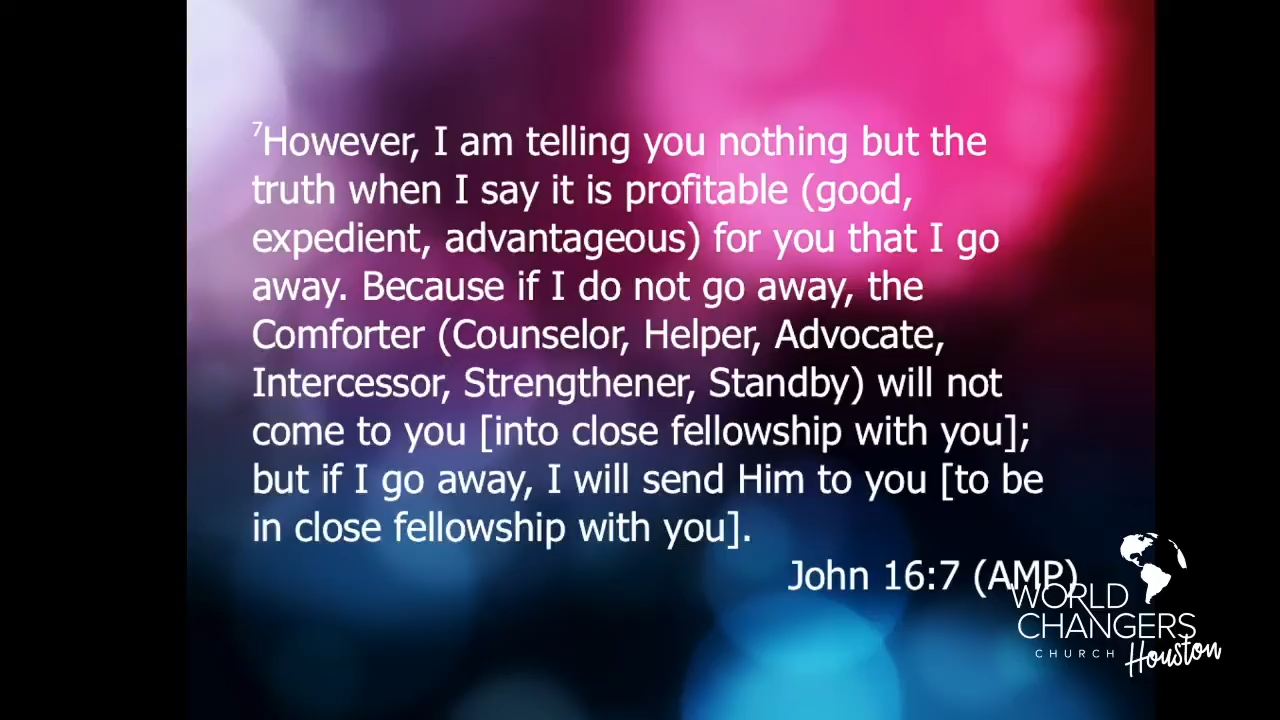 ⁷However, I am telling you nothing but the
truth when I say it is profitable (good,
expedient, advantageous) for you that I go
away. Because if I do not go away, the
Comforter (Counselor, Helper, Advocate,
Intercessor, Strengthener, Standby) will not
come to you [into close fellowship with you];
but if I go away, I will send Him to you [to be
in close fellowship with you].
John 16:7 (AMP)
WORLD
CHANGERS
CHURCH
Houston